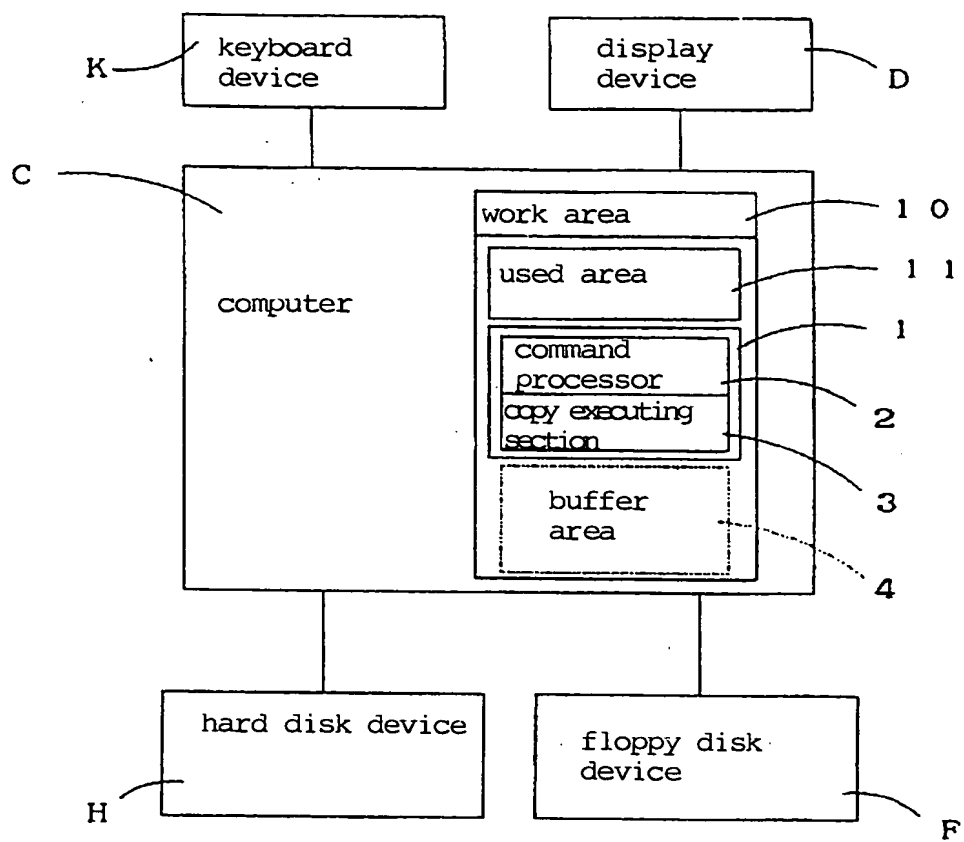 keyboard
device
K
display
device
D
C
computer
work area
10
used area
11
1
command
processor
2
copy executing
section
3
buffer
area
4
hard disk device
H
floppy disk
device
F